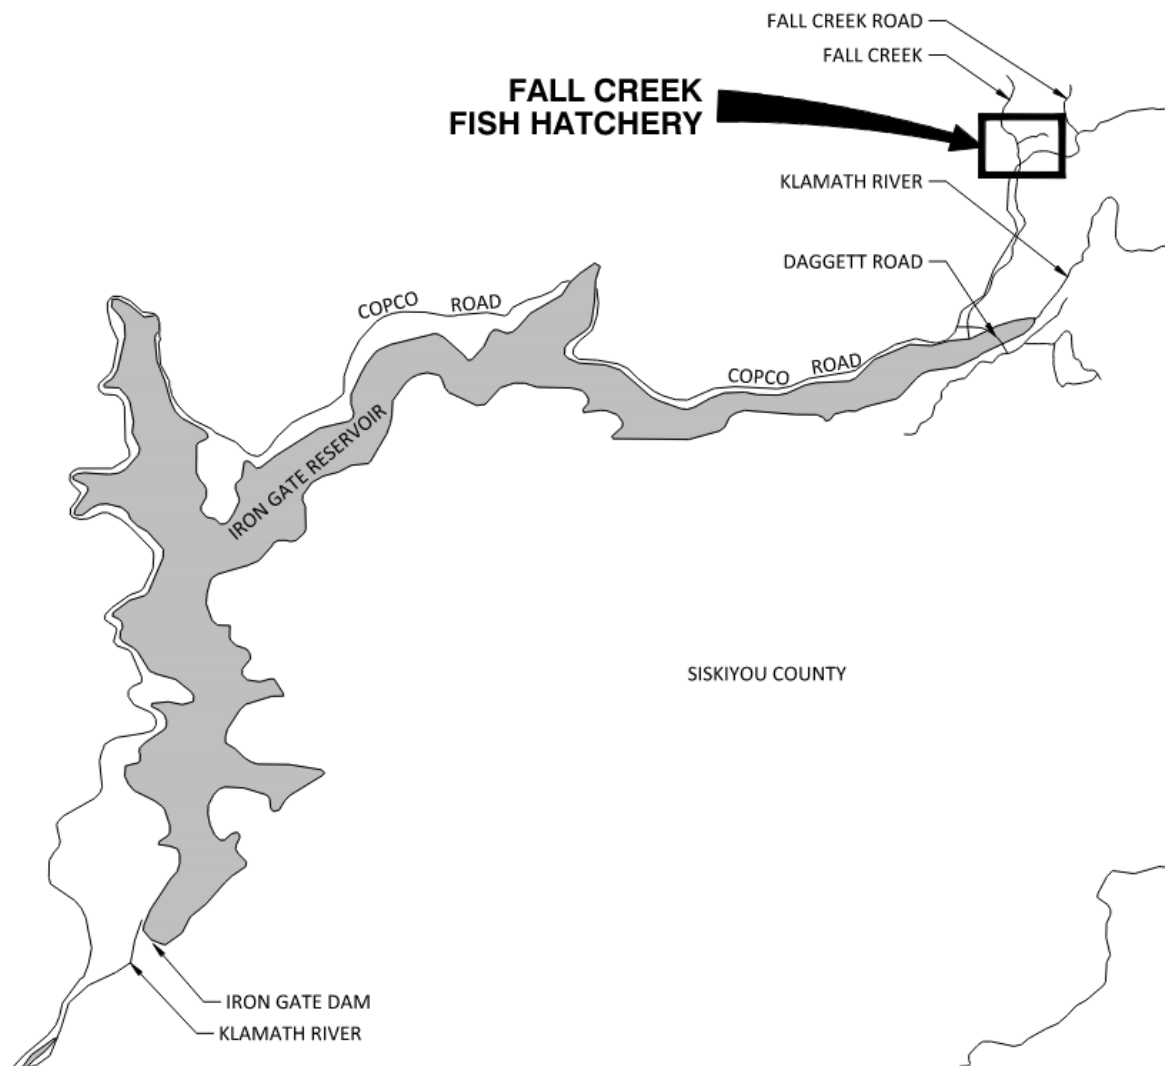 FALL CREEK ROAD
FALL CREEK
FALL CREEK
FISH HATCHERY
KLAMATH RIVER
DAGGETT ROAD
COPCO ROAD
COPCO ROAD
IRON GATE RESERVOIR
SISKIYOU COUNTY
IRON GATE DAM
KLAMATH RIVER